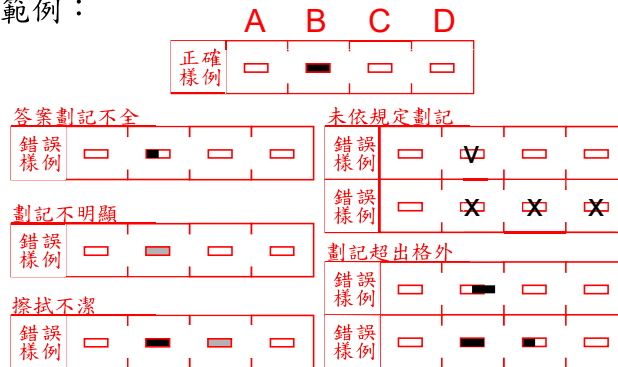 範例：
A B C D
正確
樣例
答案劃記不全
錯誤
樣例
劃記不明顯
錯誤
樣例
擦拭不潔
錯誤
樣例
未依規定劃記
錯誤
樣例
V
錯誤
樣例
X X X
劃記超出格外
錯誤
樣例
錯誤
樣例